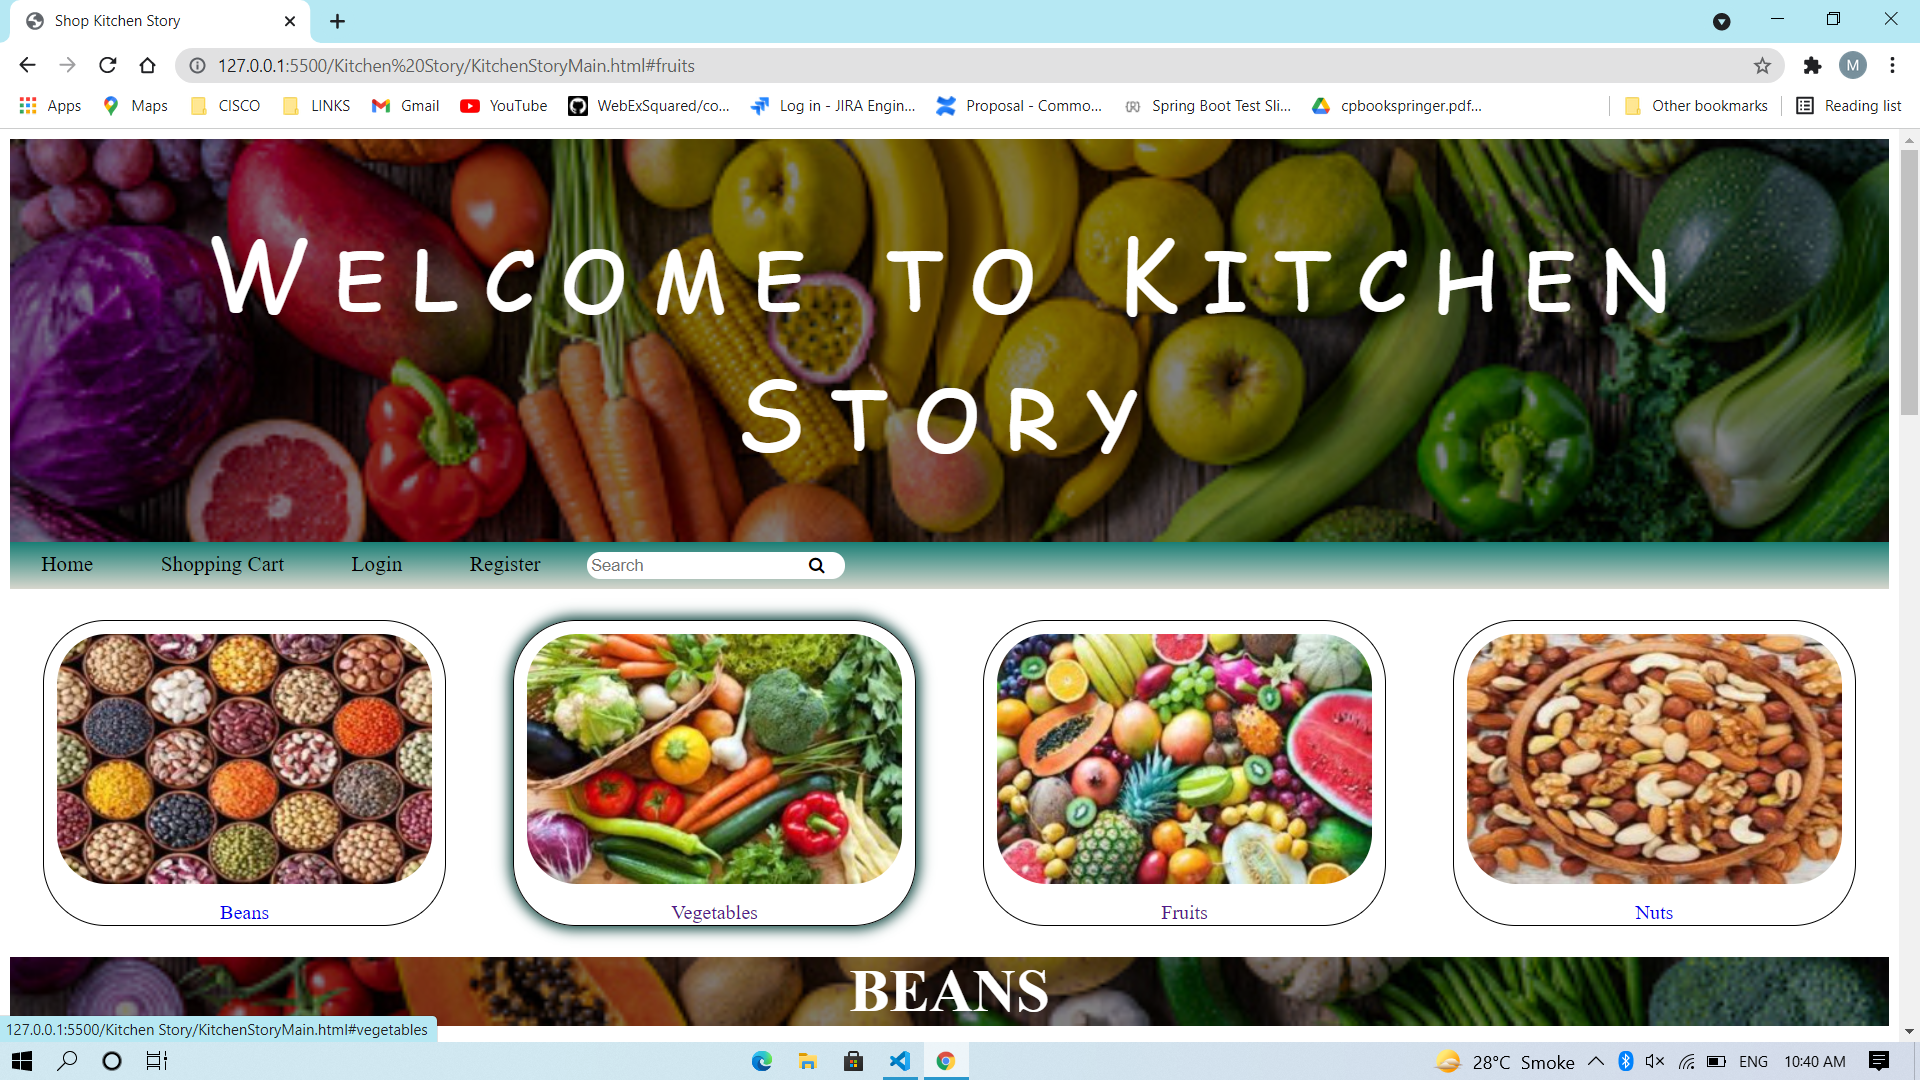 Shop Kitchen Story
127.0.0.1:5500/Kitchen%20Story/KitchenStoryMain.html#fruits
M
Apps Maps CISCO LINKS Gmail YouTube WebExSquared/co... Log in - JIRA Engin... Proposal - Commo... {R} Spring Boot Test Sli... cpbookspringer.pdf... Other bookmarks Reading list
WELCOME TO KITCHEN
STORY
Home Shopping Cart Login Register Search
Beans Vegetables Fruits Nuts
BEANS
127.0.0.1:5500/Kitchen Story/KitchenStoryMain.html#vegetables
28°C Smoke ENG 10:40 AM